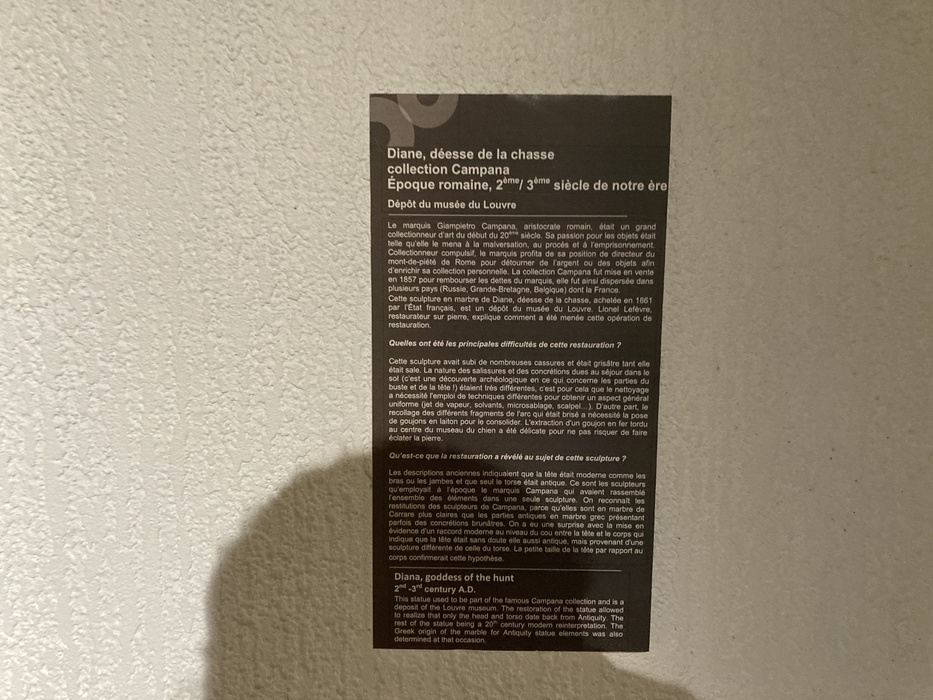 Diane, déesse de la chasse
collection Campana
Époque romaine, 2ème/ 3ème siècle de notre ère
Dépôt du musée du Louvre
Le marquis Giampietro Campana, aristocrate romain, était un grand
collectionneur d'art du début du 20ème siècle. Sa passion pour les objets était
telle qu'elle le mena à la malversation, au procès et à l'emprisonnement.
Collectionneur compulsif, le marquis profita de sa position de directeur du
mont-de-piété de Rome pour détourner de l'argent ou des objets afin
d'enrichir sa collection personnelle. La collection Campana fut mise en vente
en 1857 pour rembourser les dettes du marquis, elle fut ainsi dispersée dans
plusieurs pays (Russie, Grande-Bretagne, Belgique) dont la France.
Cette sculpture en marbre de Diane, déesse de la chasse, achetée en 1861
par l'État français, est un dépôt du musée du Louvre. Lionel Lefèvre,
restaurateur sur pierre, explique comment a été menée cette opération de
restauration.
Quelles ont été les principales difficultés de cette restauration ?
Cette sculpture avait subi de nombreuses cassures et était grisâtre tant elle
était sale. La nature des salissures et des concrétions dues au séjour dans le
sol (c'est une découverte archéologique en ce qui concerne les parties du
buste et de la tête !) étaient très différentes, c'est pour cela que le nettoyage
a nécessité l'emploi de techniques différentes pour obtenir un aspect général
uniforme (jet de vapeur, solvants, microsablage, scalpel...). D'autre part, le
recollage des différents fragments de l'arc qui était brisé a nécessité la pose
de goujons en laiton pour le consolider. L'extraction d'un goujon en fer tordu
au centre du museau du chien a été délicate pour ne pas risquer de faire
éclater la pierre.
Qu'est-ce que la restauration a révélé au sujet de cette sculpture ?
Les descriptions anciennes indiquaient que la tête était moderne comme les
bras ou les jambes et que seul le torse était antique. Ce sont les sculpteurs
qu'employait à l'époque le marquis Campana qui avaient rassemblé
l'ensemble des éléments dans une seule sculpture. On reconnaît les
restitutions des sculpteurs de Campana, parce qu'elles sont en marbre de
Carrare plus claires que les parties antiques en marbre grec présentant
parfois des concrétions brunâtres. On a eu une surprise avec la mise en
évidence d'un raccord moderne au niveau du cou entre la tête et le corps qui
indique que la tête était sans doute elle aussi antique, mais provenant d'une
sculpture différente de celle du torse. La petite taille de la tête par rapport au
corps confirmerait cette hypothèse.
Diana, goddess of the hunt
2nd -3rd century A.D.
This statue used to be part of the famous Campana collection and is a
deposit of the Louvre museum. The restoration of the statue allowed
to realize that only the head and torso date back from Antiquity. The
rest of the statue being a 20th century modern reinterpretation. The
Greek origin of the marble for Antiquity statue elements was also
determined at that occasion.